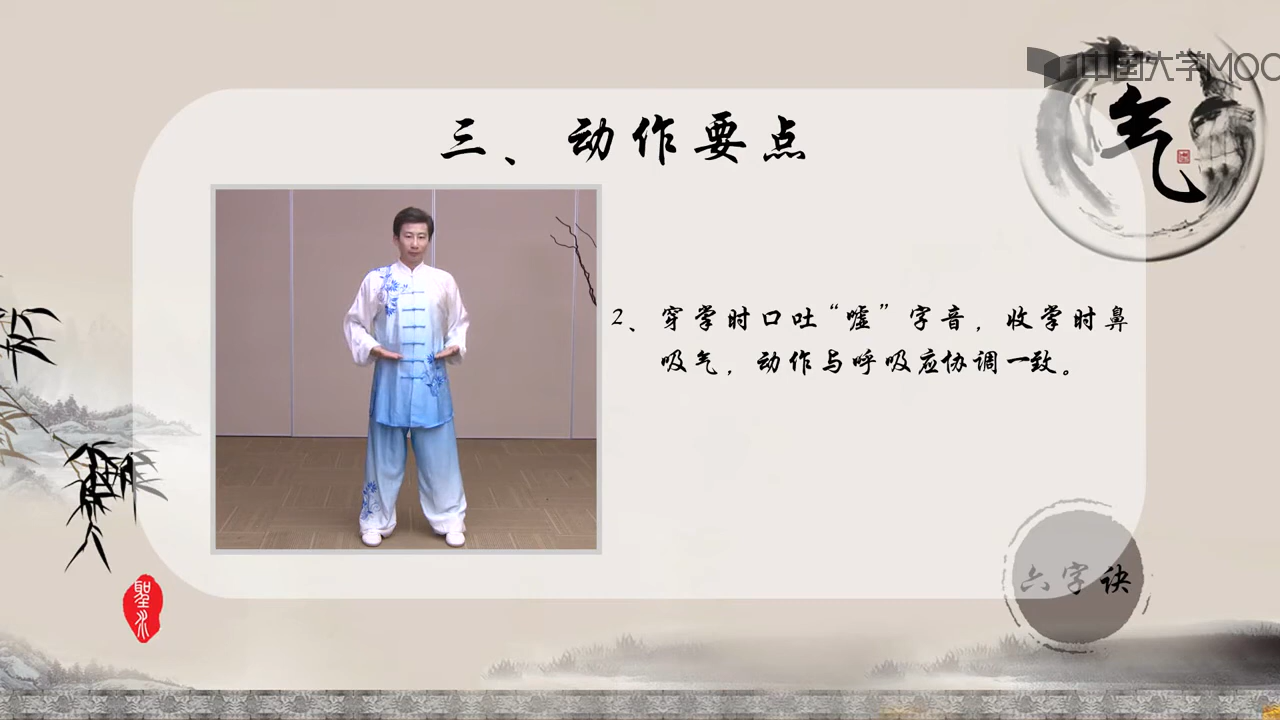 中国大学MOOC
气
三、动作要点
2、穿掌时口吐“嘘”字音，收掌时鼻
吸气，动作与呼吸应协调一致。
六字诀